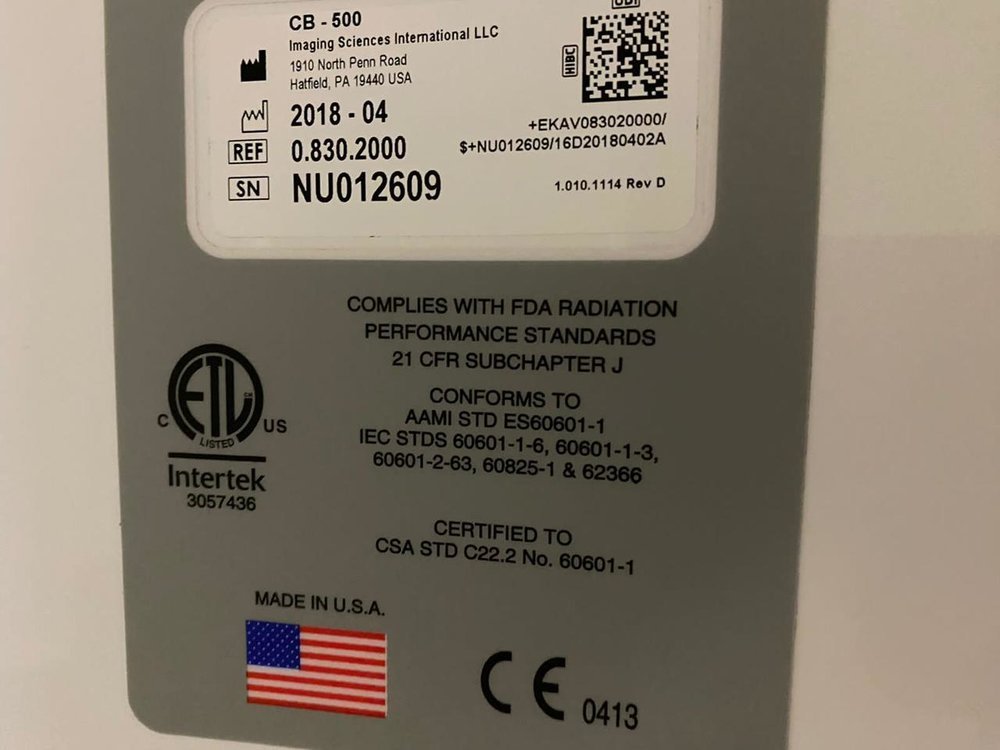 UDI
CB - 500
Imaging Sciences International LLC
1910 North Penn Road
Hatfield, PA 19440 USA
HIBC
2018 - 04
REF 0.830.2000
SN NU012609
+EKAV083020000/
$+NU012609/16D20180402A
1.010.1114 Rev D
COMPLIES WITH FDA RADIATION
PERFORMANCE STANDARDS
21 CFR SUBCHAPTER J
CONFORMS TO
AAMI STD ES60601-1
IEC STDS 60601-1-6, 60601-1-3,
60601-2-63, 60825-1 & 62366
ETL CM
C US
LISTED
Intertek
3057436
CERTIFIED TO
CSA STD C22.2 No. 60601-1
MADE IN U.S.A.
CE 0413